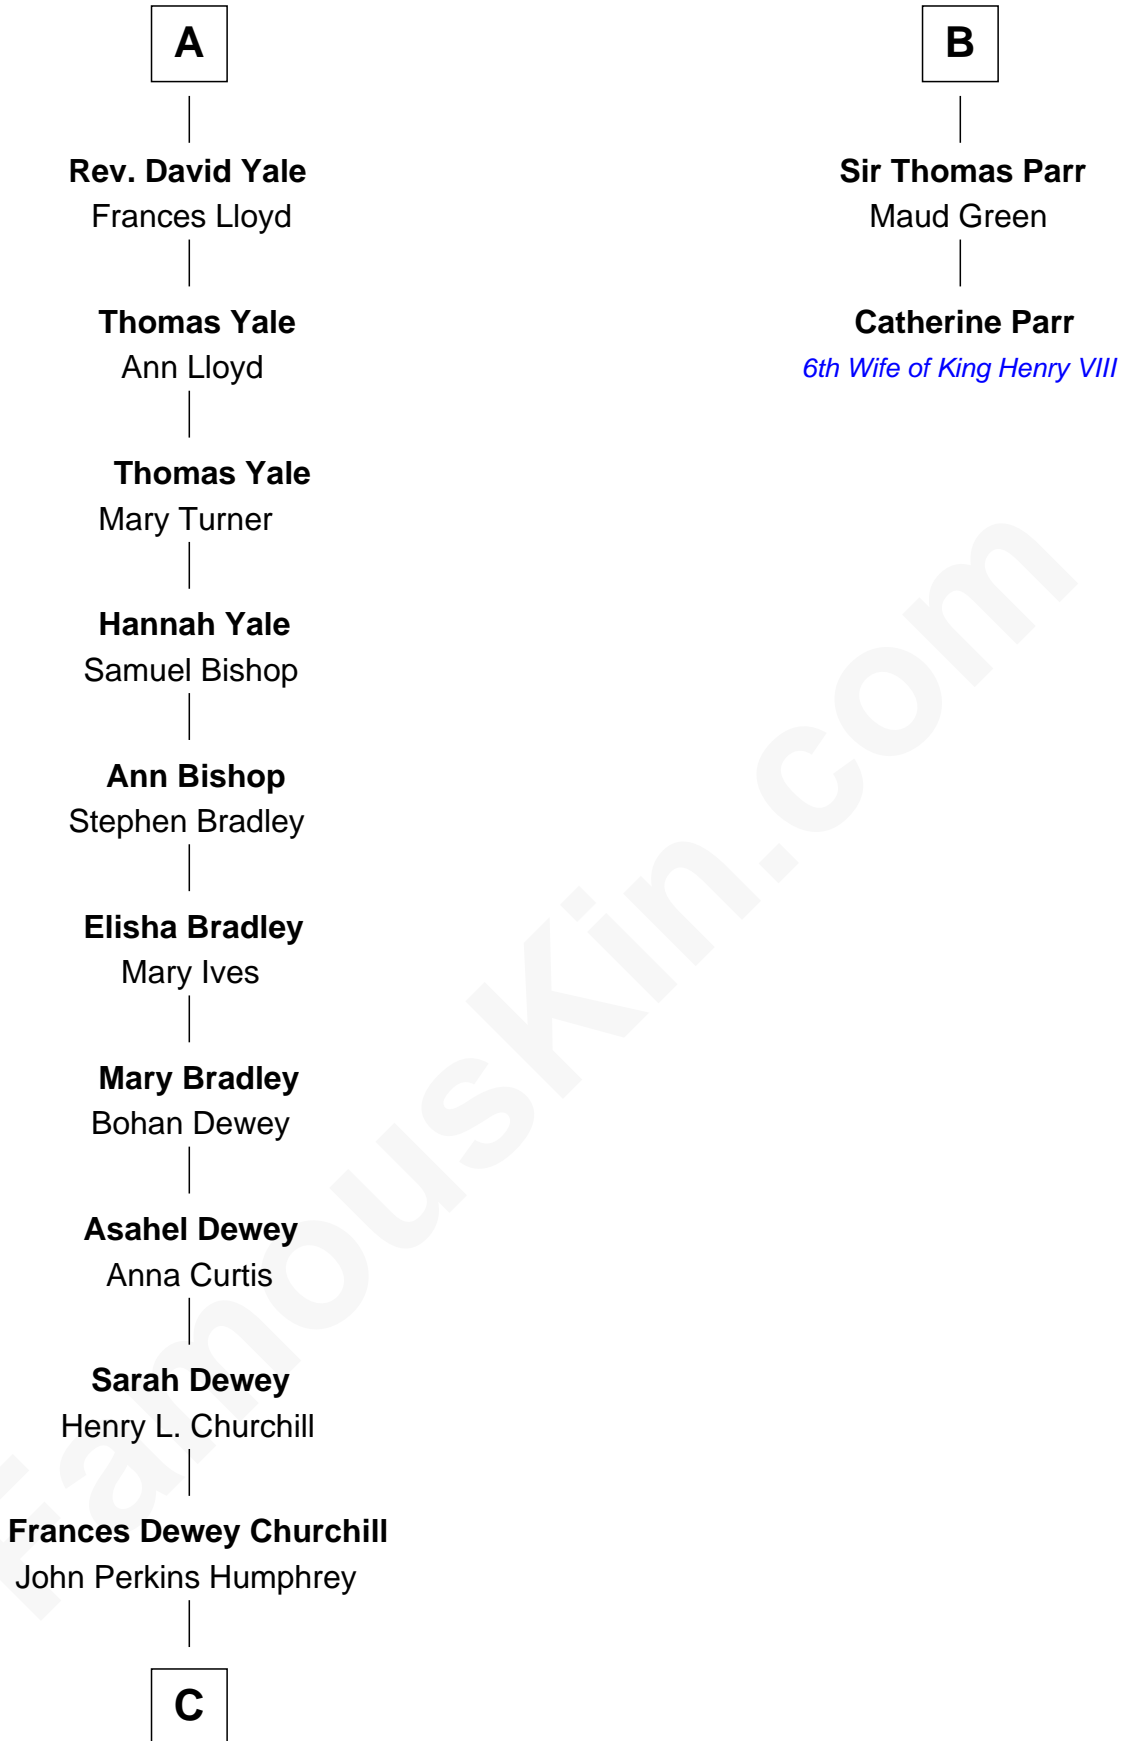 A
Rev. David Yale
Frances Lloyd
Thomas Yale
Ann Lloyd
Thomas Yale
Mary Turner
Hannah Yale
Samuel Bishop
Ann Bishop
Stephen Bradley
Elisha Bradley
Mary Ives
Mary Bradley
Bohan Dewey
Asahel Dewey
Anna Curtis
Sarah Dewey
Henry L. Churchill
Frances Dewey Churchill
John Perkins Humphrey
C
B
Sir Thomas Parr
Maud Green
Catherine Parr
6th Wife of King Henry VIII
FamousKin.com